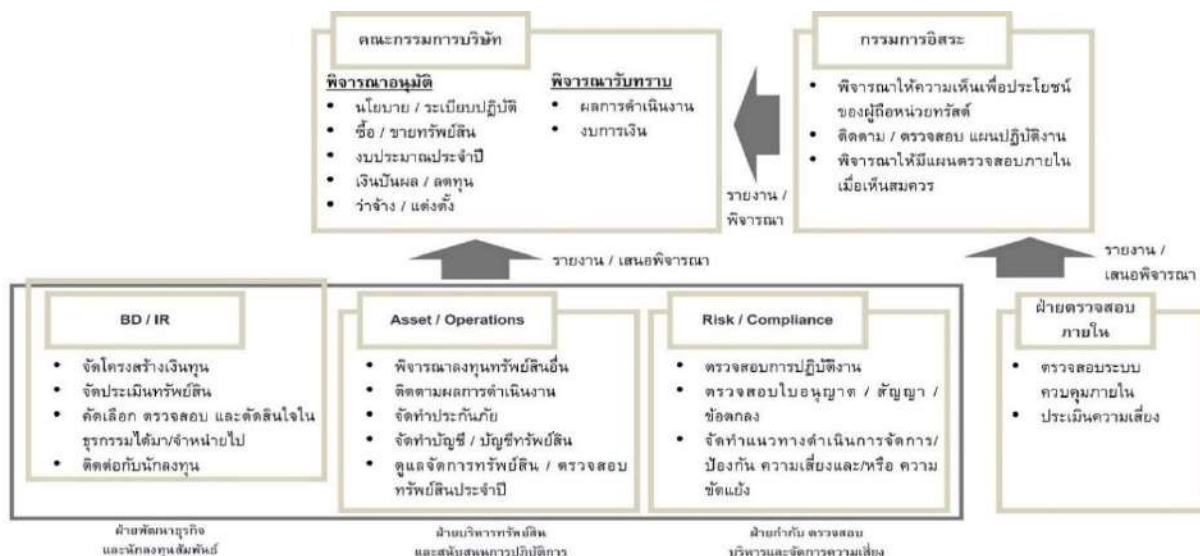 คณะกรรมการบริษัท
พิจารณาอนุมัติ
• นโยบาย / ระเบียบปฏิบัติ
• ซื้อ / ขายทรัพย์สิน
• งบประมาณประจำปี
• เงินปันผล / ลดทุน
• ว่าจ้าง / แต่งตั้ง
พิจารณารับทราบ
• ผลการดำเนินงาน
• งบการเงิน
รายงาน /
พิจารณา
กรรมการอิสระ
• พิจารณาให้ความเห็นเพื่อประโยชน์
ของผู้ถือหน่วยทรัสต์
• ติดตาม / ตรวจสอบ แผนปฏิบัติงาน
• พิจารณาให้มีแผนตรวจสอบภายใน
เมื่อเห็นสมควร
รายงาน / เสนอพิจารณา
รายงาน /
เสนอพิจารณา
BD / IR
• จัดโครงสร้างเงินทุน
• จัดประเมินทรัพย์สิน
• คัดเลือก ตรวจสอบ และตัดสินใจใน
ธุรกรรมได้มา/จำหน่ายไป
• ติดต่อกับนักลงทุน
ฝ่ายพัฒนาธุรกิจ
และนักลงทุนสัมพันธ์
Asset / Operations
• พิจารณาลงทุนทรัพย์สินอื่น
• ติดตามผลการดำเนินงาน
• จัดทำประกันภัย
• จัดทำบัญชี / บัญชีทรัพย์สิน
• ดูแลจัดการทรัพย์สิน / ตรวจสอบ
ทรัพย์สินประจำปี
ฝ่ายบริหารทรัพย์สิน
และสนับสนุนการปฏิบัติการ
Risk / Compliance
• ตรวจสอบการปฏิบัติงาน
• ตรวจสอบใบอนุญาต / สัญญา /
ข้อตกลง
• จัดทำแนวทางดำเนินการจัดการ/
ป้องกัน ความเสี่ยงและ/หรือ ความ
ขัดแย้ง
ฝ่ายกำกับ ตรวจสอบ
บริหารและจัดการความเสี่ยง
ฝ่ายตรวจสอบ
ภายใน
• ตรวจสอบระบบ
ควบคุมภายใน
• ประเมินความเสี่ยง